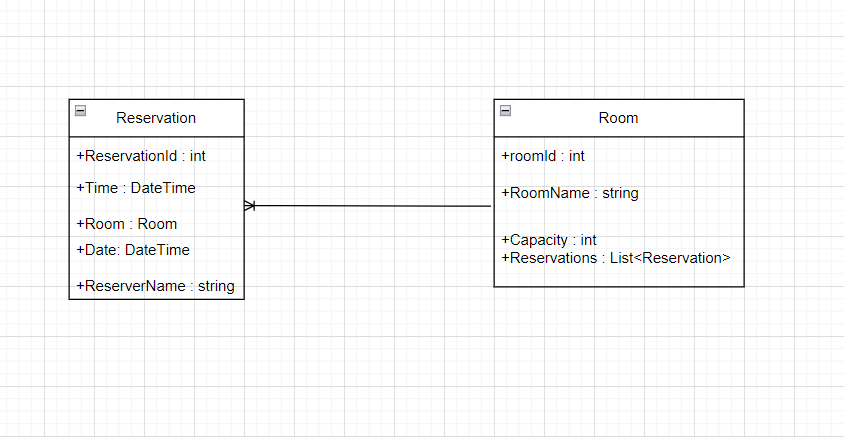 Reservation
+ReservationId : int
+Time : DateTime
+Room : Room
+Date: DateTime
+ReserverName : string
Room
+roomId : int
+RoomName : string
+Capacity : int
+Reservations : List<Reservation>